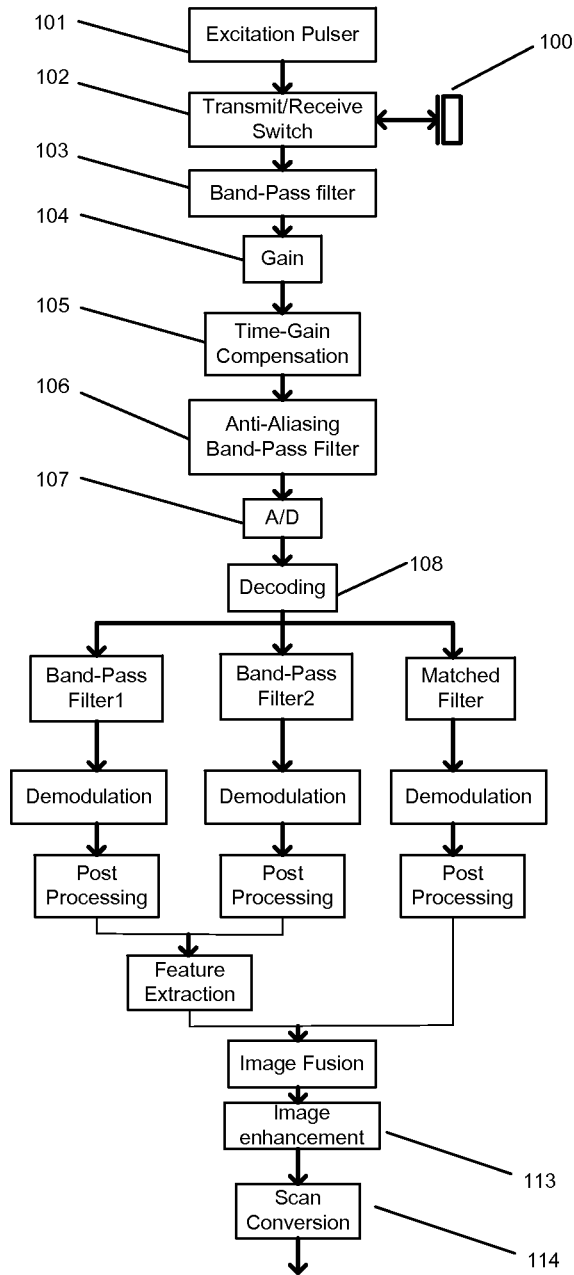 101
Excitation Pulser
100
102
Transmit/Receive
Switch
103
Band-Pass filter
104
Gain
105
Time-Gain
Compensation
106
Anti-Aliasing
Band-Pass Filter
107
A/D
108
Decoding
Band-Pass
Filter1
Band-Pass
Filter2
Matched
Filter
Demodulation
Demodulation
Demodulation
Post
Processing
Post
Processing
Post
Processing
Feature
Extraction
Image Fusion
Image
enhancement
113
Scan
Conversion
114